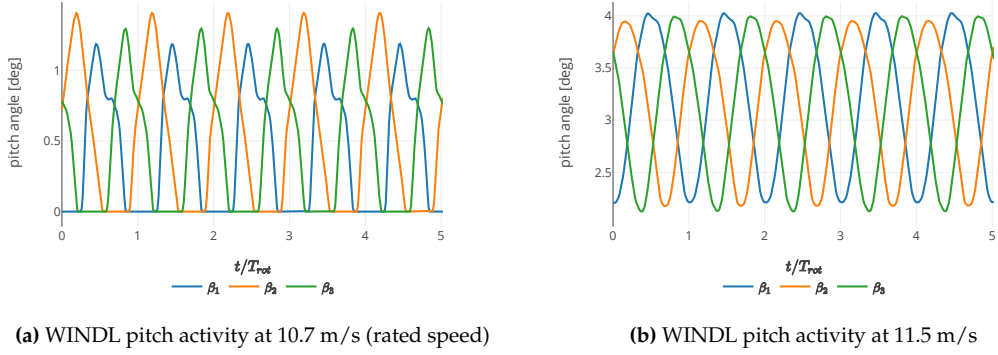 pitch angle [deg]
1
0.5
0
0 1 2 3 4 5
t/Trot
β1 β2 β3
(a) WINDL pitch activity at 10.7 m/s (rated speed)
pitch angle [deg]
4
3.5
3
2.5
0 1 2 3 4 5
t/Trot
β1 β2 β3
(b) WINDL pitch activity at 11.5 m/s